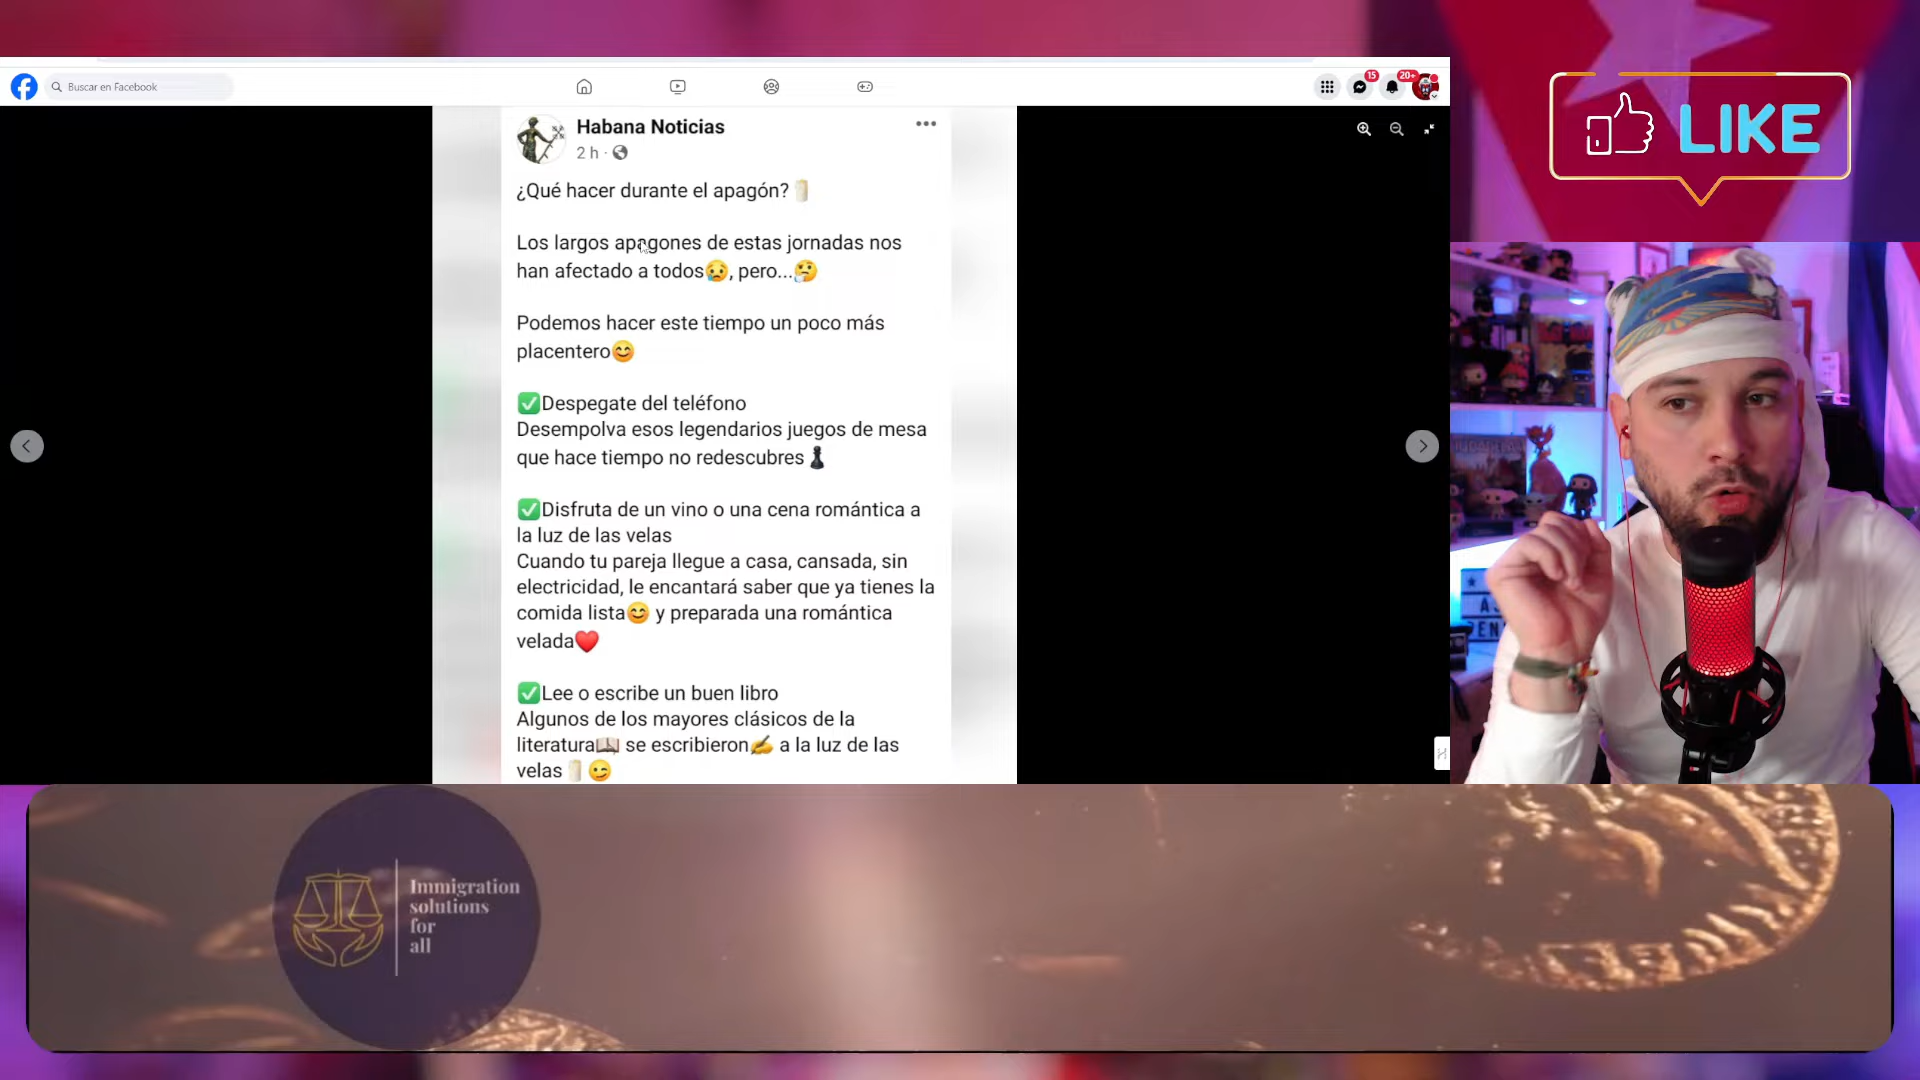 Buscar en Facebook
15
20+
Habana Noticias
2 h
¿Qué hacer durante el apagón?
Los largos apagones de estas jornadas nos
han afectado a todos😥, pero...🤔
Podemos hacer este tiempo un poco más
placentero😊
✅Despegate del teléfono
Desempolva esos legendarios juegos de mesa
que hace tiempo no redescubres♟
✅Disfruta de un vino o una cena romántica a
la luz de las velas
Cuando tu pareja llegue a casa, cansada, sin
electricidad, le encantará saber que ya tienes la
comida lista😊 y preparada una romántica
velada❤️
✅Lee o escribe un buen libro
Algunos de los mayores clásicos de la
literatura📖 se escribieron✍️ a la luz de las
velas😉
LIKE
Immigration
solutions
for
all